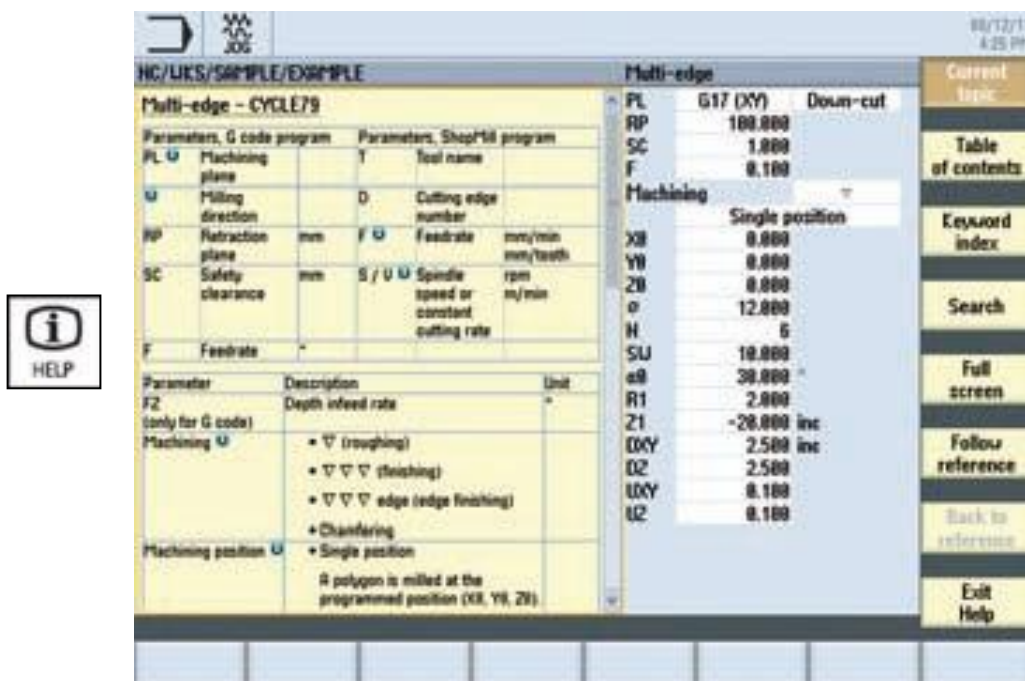 HELP
JOG
4:25 PM
NC/WKS/SAMPLE/EXAMPLE
Multi-edge - CYCLE79
Parameters, G code program Parameters, ShopMill program
PL U Machining plane T Tool name
U Milling direction D Cutting edge number
RP Retraction plane mm F U Feedrate mm/min mm/tooth
SC Safety clearance mm S / U U Spindle speed or constant cutting rate rpm m/min
F Feedrate *
Parameter Description Unit
FZ (only for G code) Depth infeed rate *
Machining U • ∇ (roughing)
• ∇ ∇ ∇ (finishing)
• ∇ ∇ ∇ edge (edge finishing)
• Chamfering
Machining position U • Single position
A polygon is milled at the
programmed position (X0, Y0, Z0).
Multi-edge
PL G17 (XY) Down-cut
RP 100.000
SC 1.000
F 0.100
Machining ∇
Single position
X0 0.000
Y0 0.000
Z0 0.000
ø 12.000
N 6
SW 10.000
α0 30.000 °
R1 2.000
Z1 -20.000 inc
DXY 2.500 inc
DZ 2.500
UXY 0.100
UZ 0.100
Current topic
Table of contents
Keyword index
Search
Full screen
Follow reference
Back to reference
Exit Help